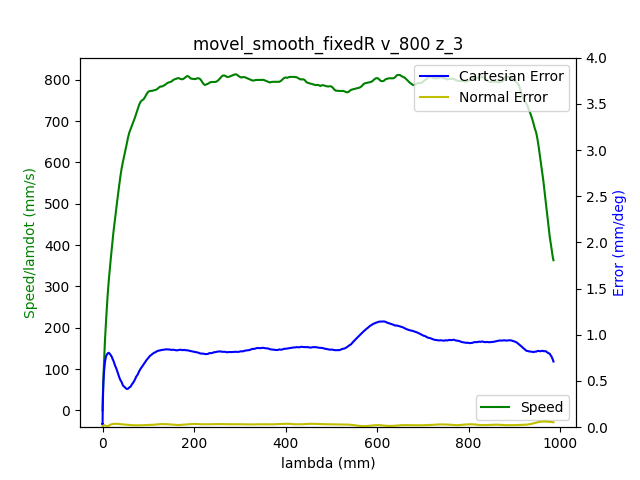 movel_smooth_fixedR v_800 z_3
Speed/lamdot (mm/s)
800
700
600
500
400
300
200
100
0
Cartesian Error
Normal Error
4.0
3.5
3.0
2.5
2.0
1.5
1.0
0.5
0.0
Error (mm/deg)
Speed
0 200 400 600 800 1000
lambda (mm)